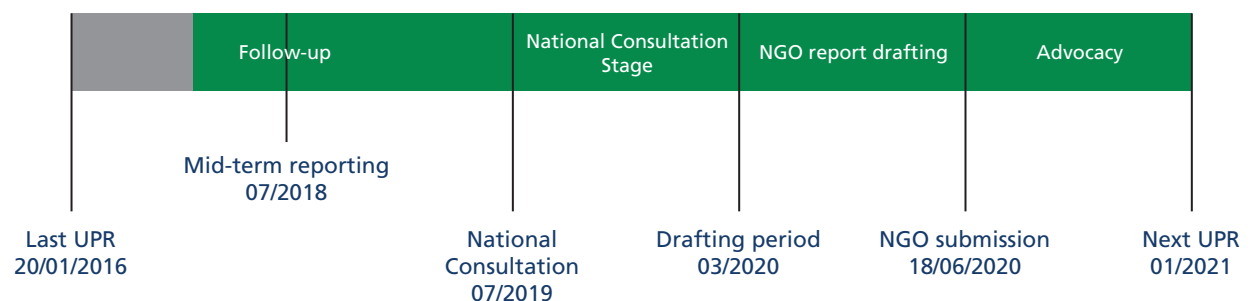 Follow-up
National Consultation
Stage
NGO report drafting
Advocacy
Mid-term reporting
07/2018
Last UPR
20/01/2016
National
Consultation
07/2019
Drafting period
03/2020
NGO submission
18/06/2020
Next UPR
01/2021